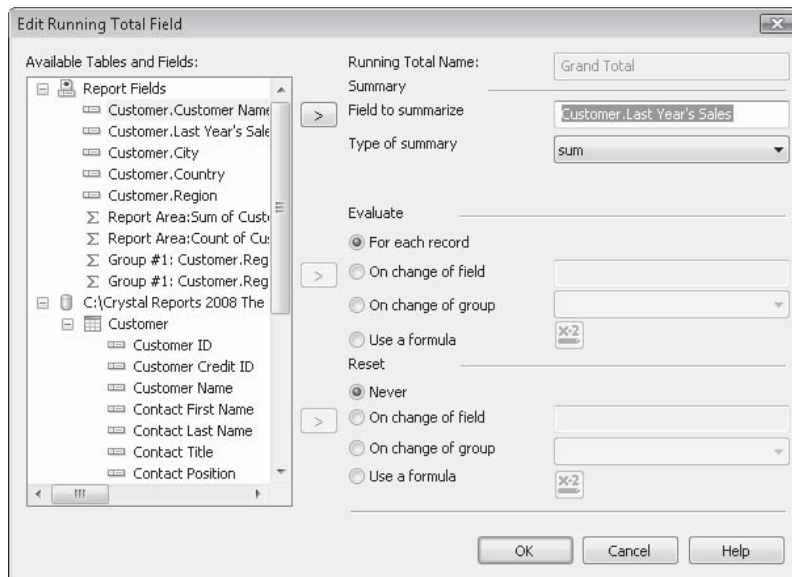 Edit Running Total Field
Available Tables and Fields:
Report Fields
Customer.Customer Name
Customer.Last Year's Sale
Customer.City
Customer.Country
Customer.Region
Report Area:Sum of Cust
Report Area:Count of Cu
Group #1: Customer.Reg
Group #1: Customer.Reg
C:\Crystal Reports 2008 The
Customer
Customer ID
Customer Credit ID
Customer Name
Contact First Name
Contact Last Name
Contact Title
Contact Position
Running Total Name:
Grand Total
Summary
>
Field to summarize
Customer.Last Year's Sales
Type of summary
sum
Evaluate
For each record
>
On change of field
On change of group
Use a formula
X·2
Reset
Never
>
On change of field
On change of group
Use a formula
X·2
OK
Cancel
Help